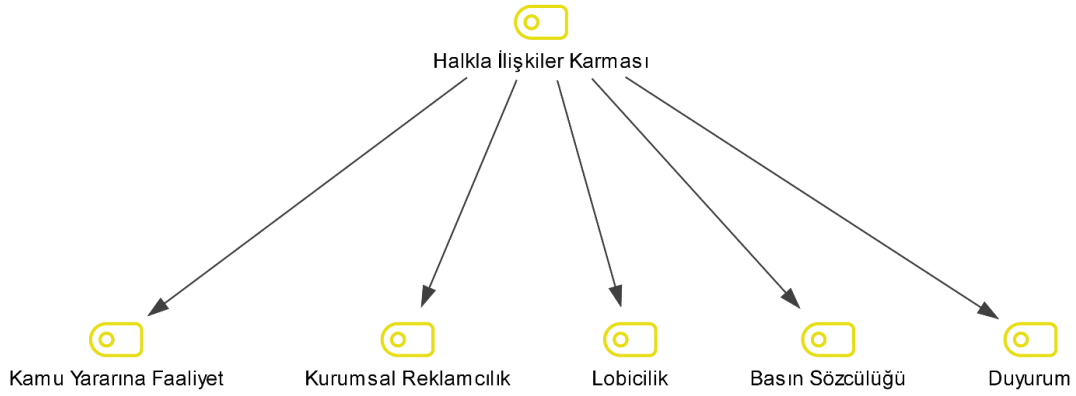 Halkla İlişkiler Karması
Kamu Yararına Faaliyet
Kurumsal Reklamcılık
Lobicilik
Basın Sözcülüğü
Duyurum